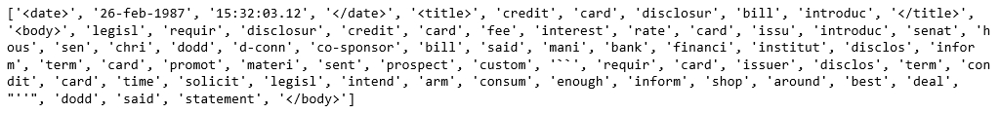 ['<date>', '26-feb-1987', '15:32:03.12', '</date>', '<title>', 'credit', 'card', 'disclosur', 'bill', 'introduc', '</title>',
'<body>', 'legisl', 'requir', 'disclosur', 'credit', 'card', 'fee', 'interest', 'rate', 'card', 'issu', 'introduc', 'senat', 'h
ous', 'sen', 'chri', 'dodd', 'd-conn', 'co-sponsor', 'bill', 'said', 'mani', 'bank', 'financi', 'institut', 'disclos', 'infor
m', 'term', 'card', 'promot', 'materi', 'sent', 'prospect', 'custom', '``', 'requir', 'card', 'issuer', 'disclos', 'term', 'con
dit', 'card', 'time', 'solicit', 'legisl', 'intend', 'arm', 'consum', 'enough', 'inform', 'shop', 'around', 'best', 'deal',
"''", 'dodd', 'said', 'statement', '</body>']